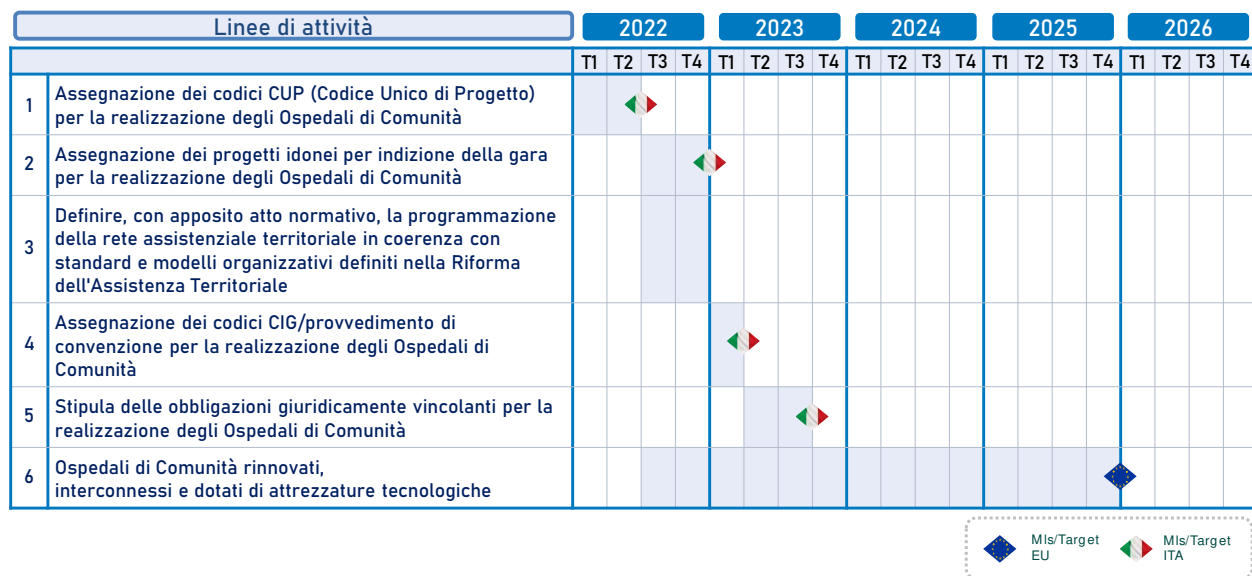 Linee di attività
2022
2023
2024
2025
2026
T1 T2 T3 T4 T1 T2 T3 T4 T1 T2 T3 T4 T1 T2 T3 T4 T1 T2 T3 T4
1
Assegnazione dei codici CUP (Codice Unico di Progetto)
per la realizzazione degli Ospedali di Comunità
2
Assegnazione dei progetti idonei per indizione della gara
per la realizzazione degli Ospedali di Comunità
3
Definire, con apposito atto normativo, la programmazione
della rete assistenziale territoriale in coerenza con
standard e modelli organizzativi definiti nella Riforma
dell'Assistenza Territoriale
4
Assegnazione dei codici CIG/provvedimento di
convenzione per la realizzazione degli Ospedali di
Comunità
5
Stipula delle obbligazioni giuridicamente vincolanti per la
realizzazione degli Ospedali di Comunità
6
Ospedali di Comunità rinnovati,
interconnessi e dotati di attrezzature tecnologiche
Mls/Target
EU
Mls/Target
ITA